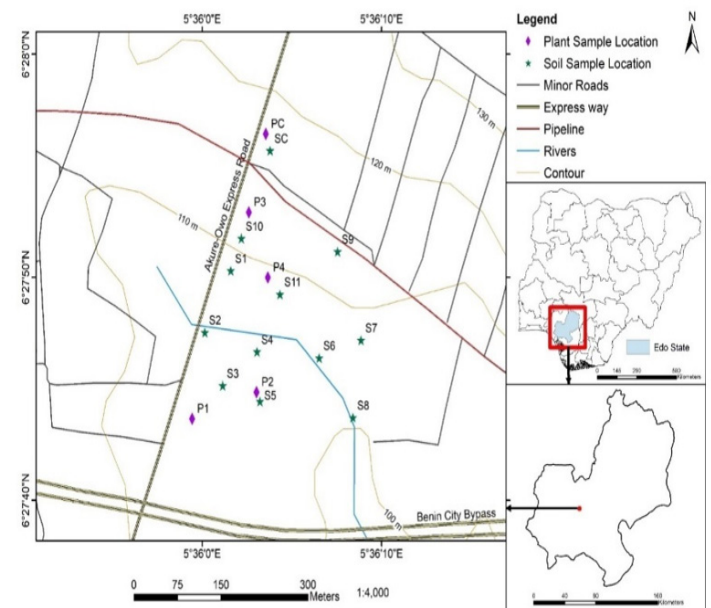 5°36'0"E
5°36'10"E
6°28'0"N
6°27'50"N
6°27'40"N
130 m
120 m
110 m
100 m
PC
SC
Akure-Owo Express Road
P3
S10
S9
S1
P4
S11
S2
S4
S6
S7
S3
P2
S5
P1
S8
Benin City Bypass
5°36'0"E
5°36'10"E
0 75 150 300
Meters
1:4,000
Legend
N
Plant Sample Location
Soil Sample Location
Minor Roads
Express way
Pipeline
Rivers
Contour
Edo State